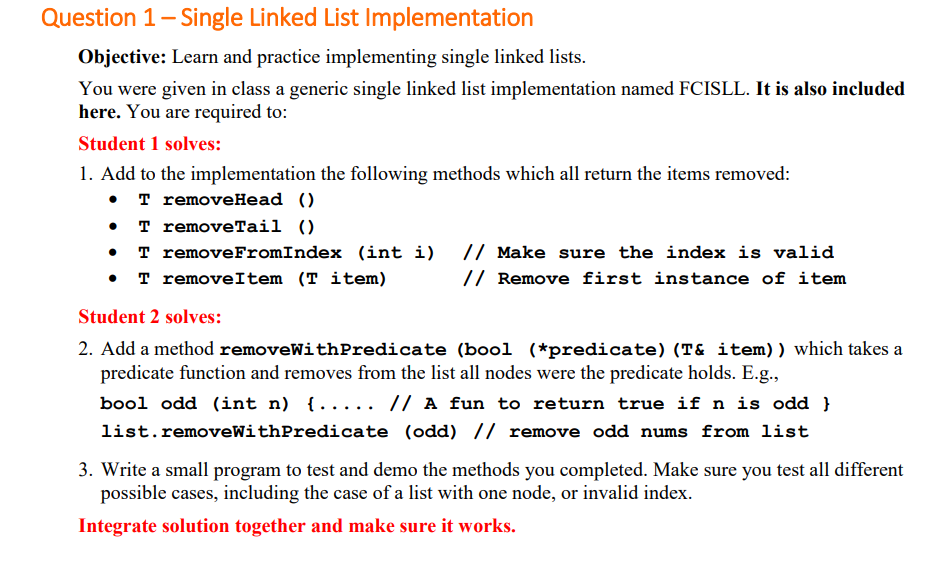 Question 1 – Single Linked List Implementation
Objective: Learn and practice implementing single linked lists.
You were given in class a generic single linked list implementation named FCISLL. It is also included
here. You are required to:
Student 1 solves:
1. Add to the implementation the following methods which all return the items removed:
• T removeHead ()
• T removeTail ()
• T removeFromIndex (int i) // Make sure the index is valid
• T removeItem (T item) // Remove first instance of item
Student 2 solves:
2. Add a method removeWithPredicate (bool (*predicate)(T& item)) which takes a
predicate function and removes from the list all nodes were the predicate holds. E.g.,
bool odd (int n) {..... // A fun to return true if n is odd }
list.removeWithPredicate (odd) // remove odd nums from list
3. Write a small program to test and demo the methods you completed. Make sure you test all different
possible cases, including the case of a list with one node, or invalid index.
Integrate solution together and make sure it works.